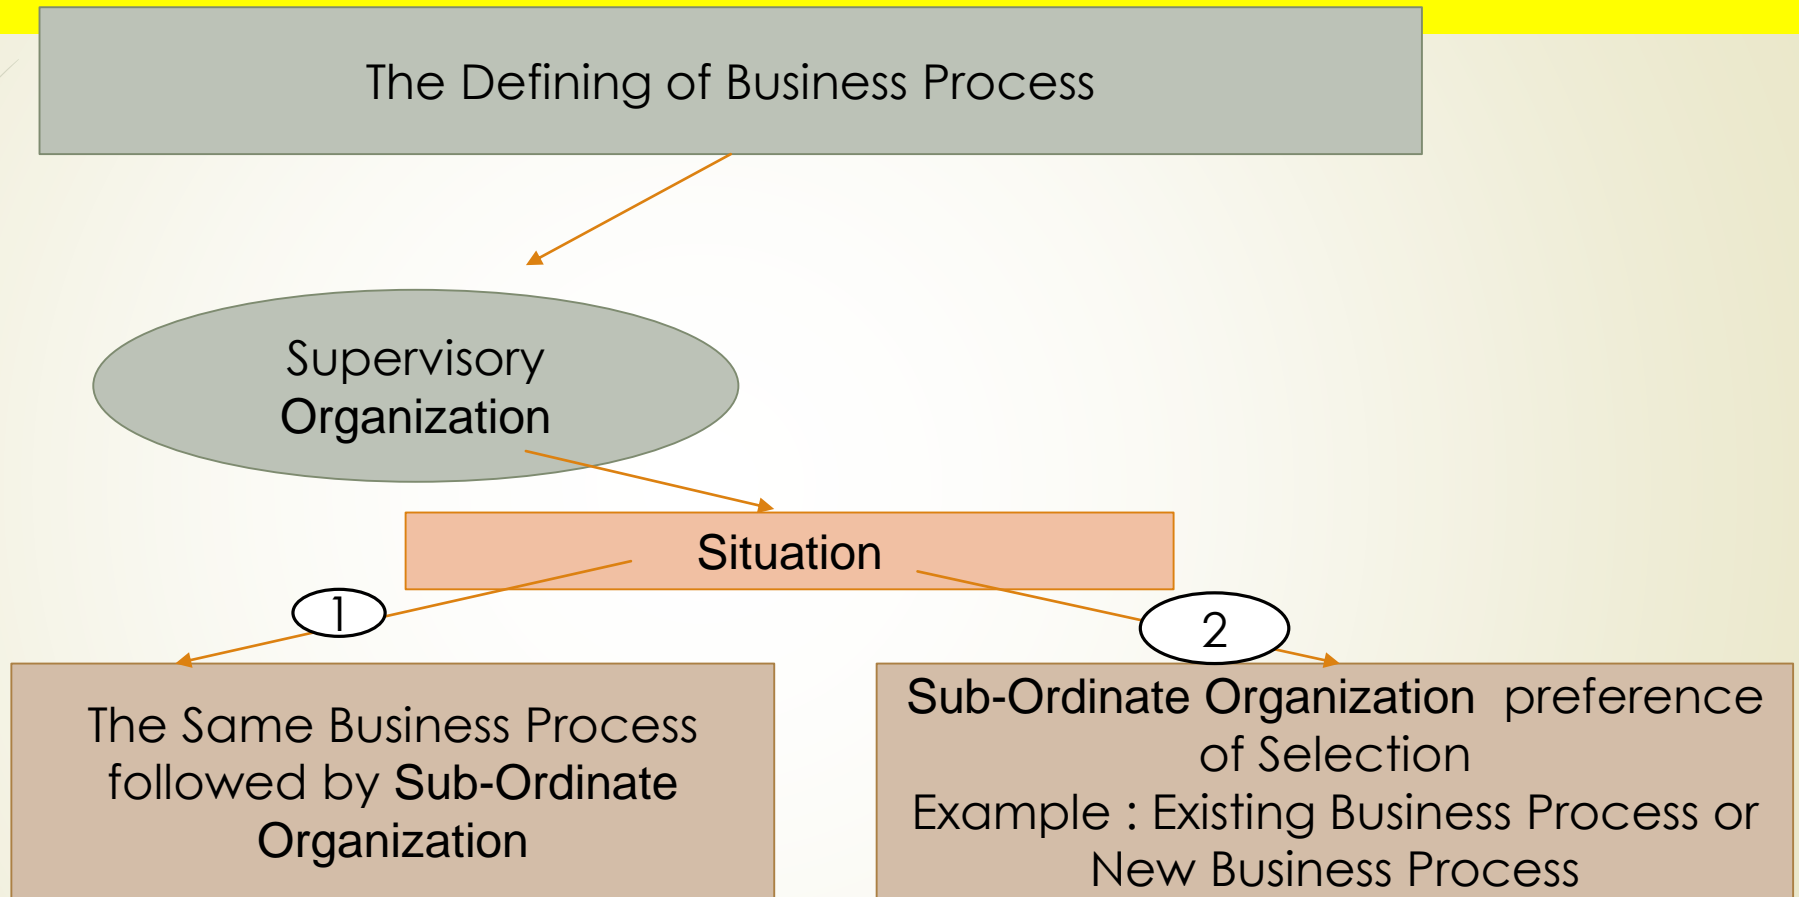 The Defining of Business Process
Supervisory
Organization
Situation
1
2
The Same Business Process
followed by Sub-Ordinate
Organization
Sub-Ordinate Organization preference
of Selection
Example : Existing Business Process or
New Business Process